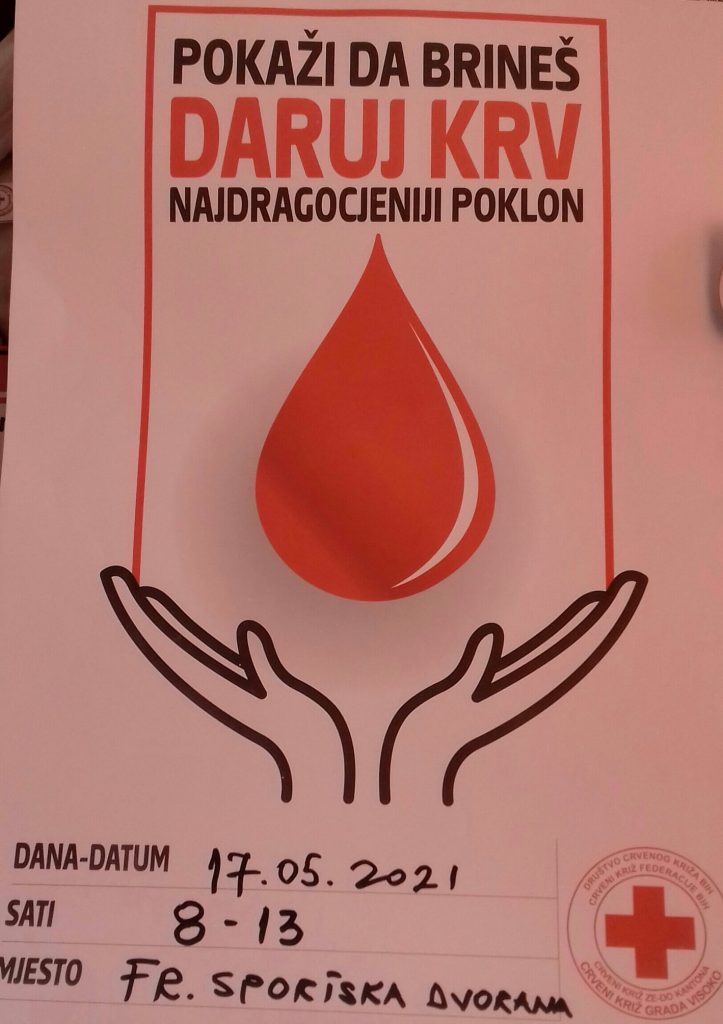 POKAŽI DA BRINEŠ
DARUJ KRV
NAJDRAGOCJENIJI POKLON
DANA-DATUM 17.05.2021
SATI 8-13
MJESTO FR. SPORTSKA DVORANA
DRUŠTVO CRVENOG KRIŽA BIH
CRVENI KRIŽ FEDERACIJE BIH
CRVENI KRIŽ ZE-DO KANTONA
CRVENI KRIŽ GRADA VISOKO